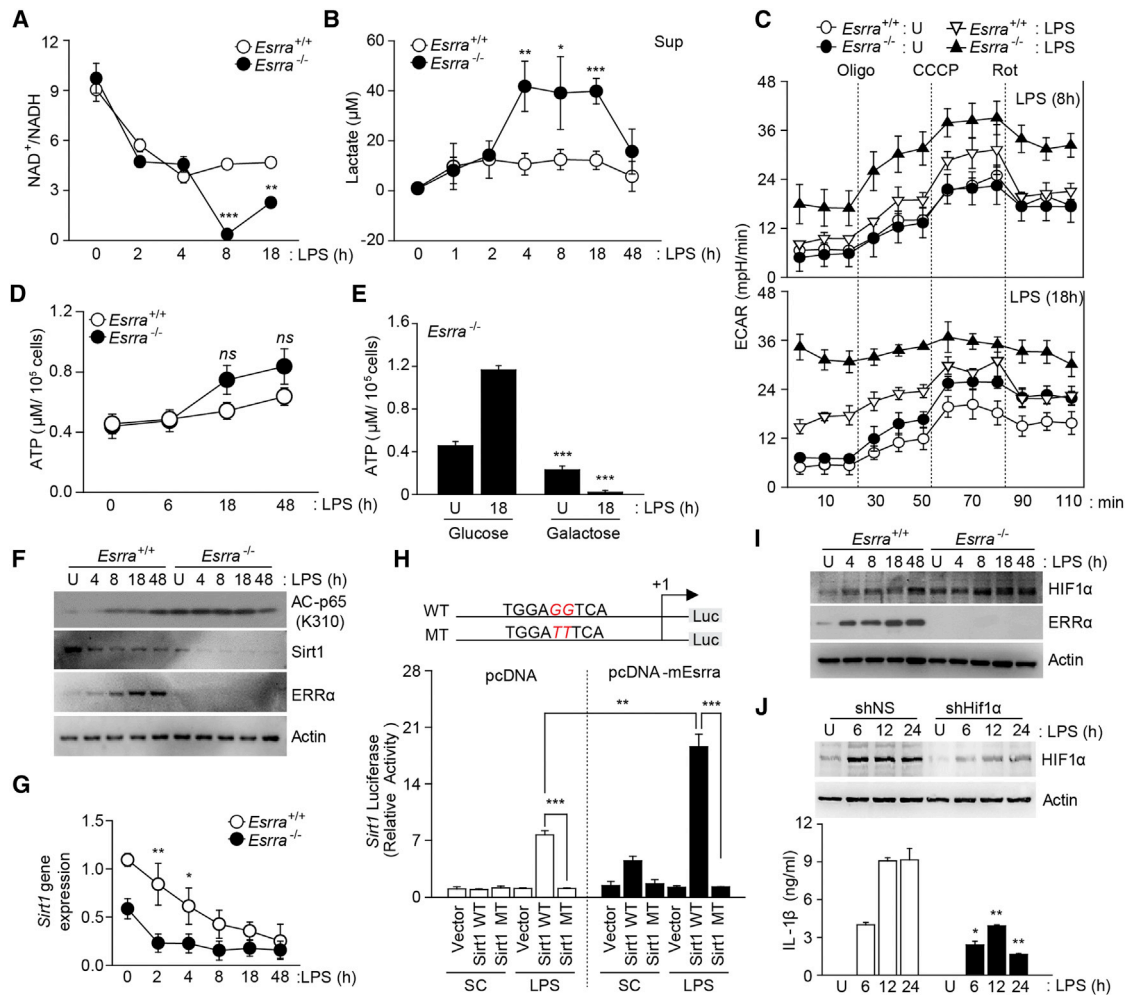 A
Esrra+/+
Esrra-/-
NAD+/NADH
12
9
6
3
0
***
**
0 2 4 8 18 : LPS (h)
B
Esrra+/+
Esrra-/-
Sup
Lactate (µM)
60
40
20
0
-20
** * ***
0 1 2 4 8 18 48 : LPS (h)
C
Esrra+/+ : U Esrra+/+ : LPS
Esrra-/- : U Esrra-/- : LPS
Oligo CCCP Rot
LPS (8h)
48
36
24
12
0
ECAR (mpH/min)
LPS (18h)
48
36
24
12
0
10 30 50 70 90 110 : min
D
Esrra+/+
Esrra-/-
ATP (µM/ 10⁵ cells)
1.2
0.8
0.4
0.0
ns ns
0 6 18 48 : LPS (h)
E
Esrra-/-
ATP (µM/ 10⁵cells)
1.6
1.2
0.8
0.4
0
*** ***
U 18 U 18 : LPS (h)
Glucose Galactose
F
Esrra+/+ Esrra-/-
U 4 8 18 48 U 4 8 18 48 : LPS (h)
AC-p65
(K310)
Sirt1
ERRα
Actin
G
Esrra+/+
Esrra-/-
Sirt1 gene
expression
1.5
1.0
0.5
0.0
** *
0 2 4 8 18 48 :LPS (h)
H
+1
WT TGGAGGTCA Luc
MT TGGATTTCA Luc
pcDNA pcDNA-mEsrra
Sirt1 Luciferase
(Relative Activity)
28
21
14
7
0
** ***
***
Vector Sirt1 WT Sirt1 MT Vector Sirt1 WT Sirt1 MT Vector Sirt1 WT Sirt1 MT Vector Sirt1 WT Sirt1 MT
SC LPS SC LPS
I
Esrra+/+ Esrra-/-
U 4 8 18 48 U 4 8 18 48 : LPS (h)
HIF1α
ERRα
Actin
J
shNS shHif1α
U 6 12 24 U 6 12 24 : LPS (h)
HIF1α
Actin
IL-1β (ng/ml)
12
9
6
3
0
* ** **
U 6 12 24 U 6 12 24 : LPS (h)